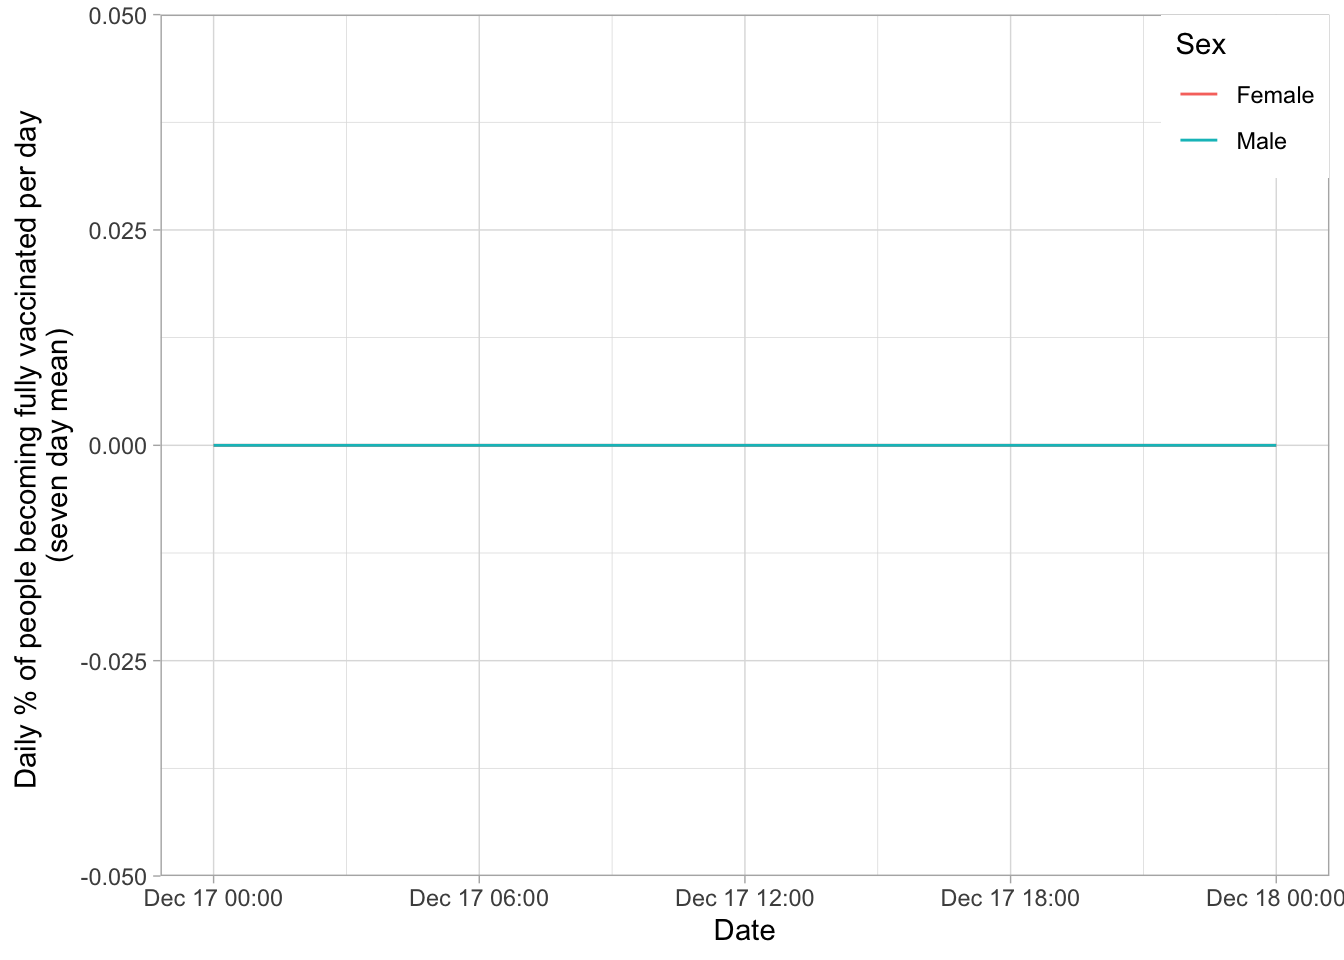 Daily % of people becoming fully vaccinated per day
(seven day mean)
0.050
0.025
0.000
-0.025
-0.050
Sex
Female
Male
Dec 17 00:00
Dec 17 06:00
Dec 17 12:00
Dec 17 18:00
Dec 18 00:00
Date